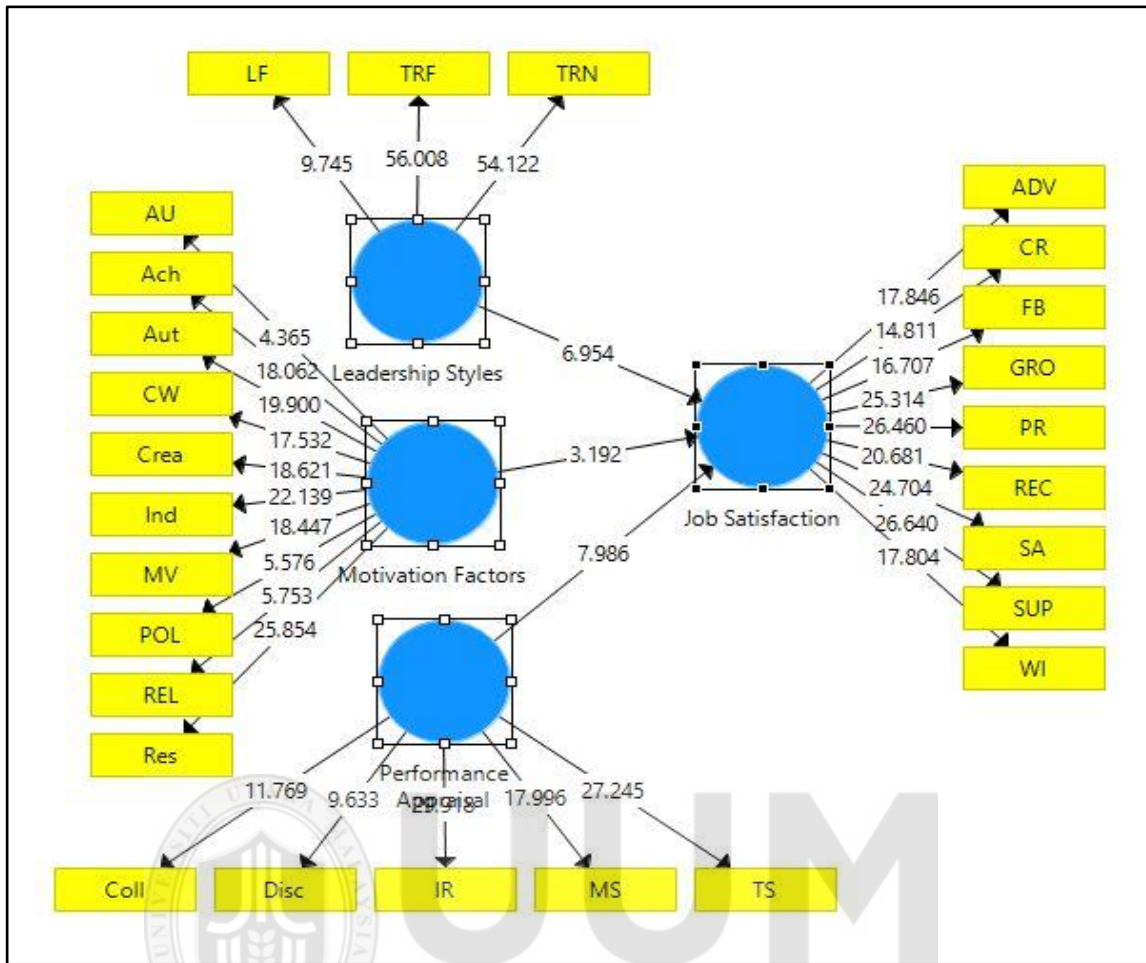 LF TRF TRN
9.745 56.008 54.122
Leadership Styles
AU
Ach
Aut
CW
Crea
Ind
MV
POL
REL
Res
4.365
18.062
19.900
17.532
18.621
22.139
18.447
5.576
5.753
25.854
Motivation Factors
6.954
3.192
7.986
Job Satisfaction
17.846
14.811
16.707
25.314
26.460
20.681
24.704
26.640
17.804
ADV
CR
FB
GRO
PR
REC
SA
SUP
WI
Performance
Appraisal
11.769 9.633 17.996 27.245
Coll Disc IR MS TS
UNIVERSITI UTARA MALAYSIA
UUM